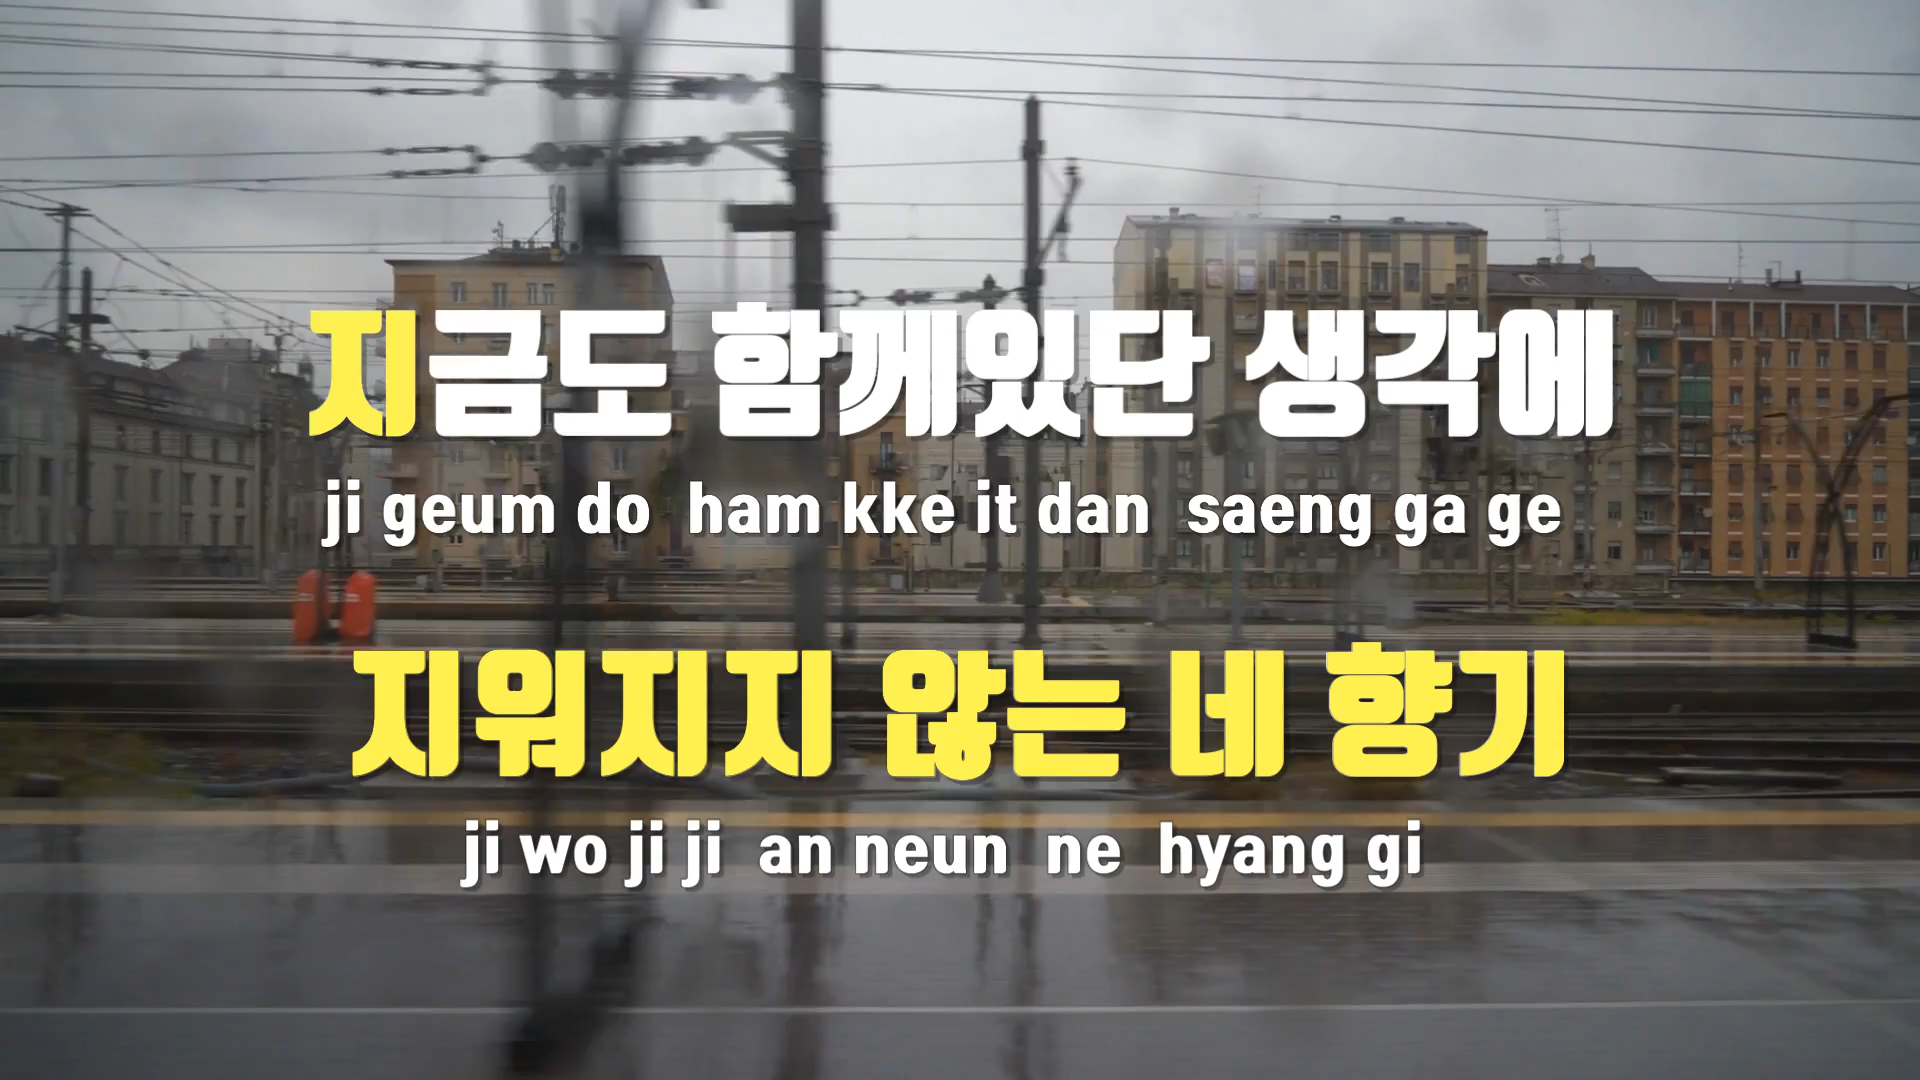 지금도 함께있단 생각에
ji geum do ham kke it dan saeng ga ge
지워지지 않는 네 향기
ji wo ji ji an neun ne hyang gi